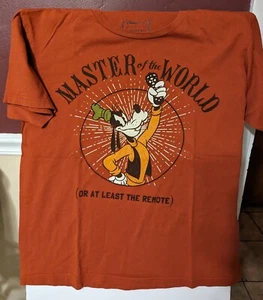 MASTER of the WORLD
(OR AT LEAST THE REMOTE)